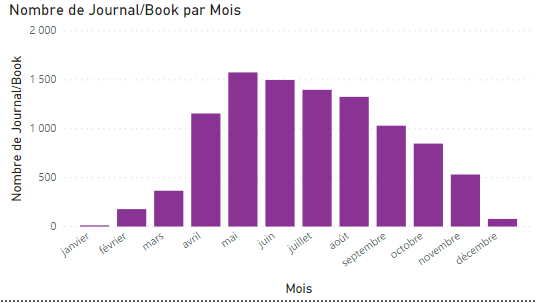 Nombre de Journal/Book par Mois
Nombre de Journal/Book
2 000
1 500
1 000
500
0
janvier
février
mars
avril
mai
juin
juillet
août
septembre
octobre
novembre
décembre
Mois